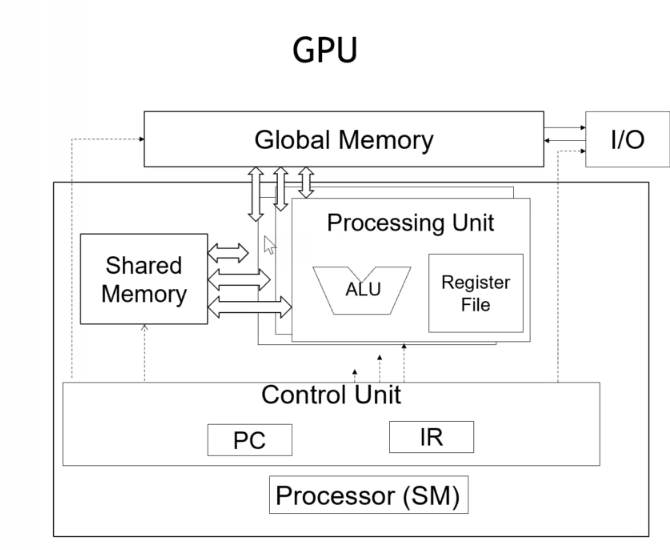 GPU
Global Memory
I/O
Processing Unit
Shared
Memory
ALU
Register
File
Control Unit
PC
IR
Processor (SM)